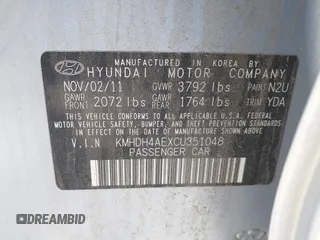 MANUFACTURED IN KOREA BY
HYUNDAI MOTOR COMPANY
NOV/02/11 GVWR 3792 lbs PAINT N2U
GAWR FRONT 2072 lbs GAWR REAR 1764 lbs TRIM YDA
THIS VEHICLE CONFORMS TO ALL APPLICABLE
FEDERAL MOTOR VEHICLE SAFETY, BUMPER, AND
THEFT PREVENTION STANDARDS IN EFFECT ON THE
DATE OF MANUFACTURE SHOWN ABOVE.
V.I.N KMHDH4AEXCU351048
PASSENGER CAR
carfast.express